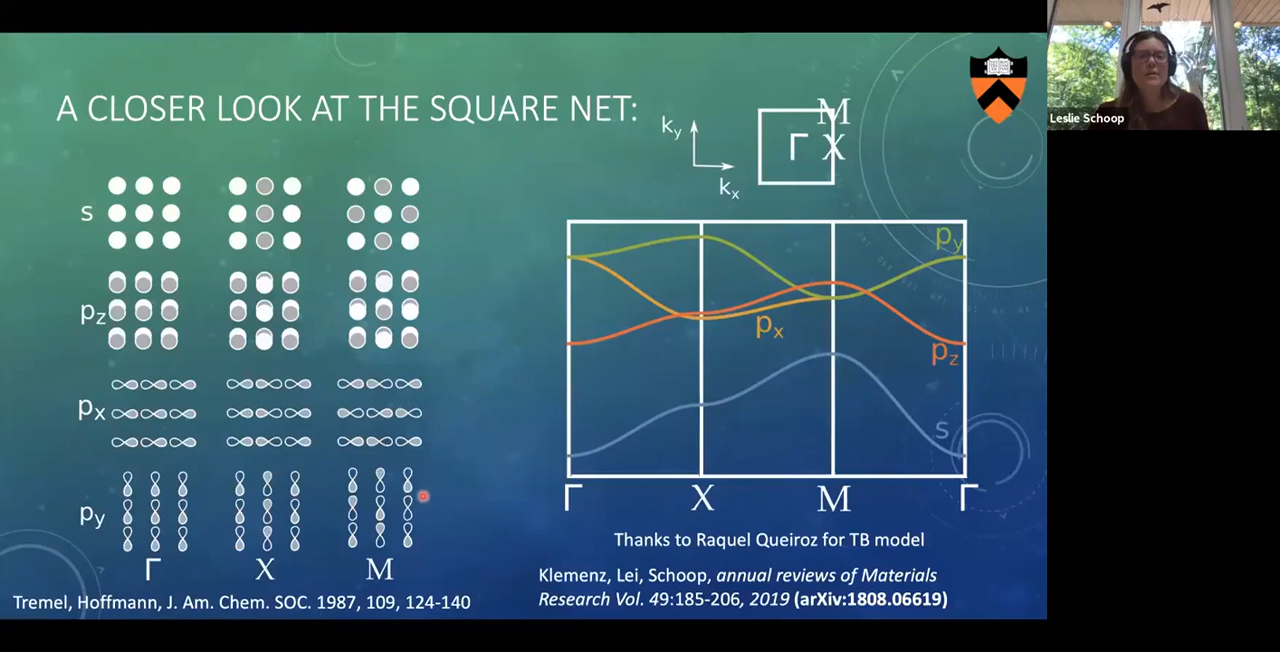 A CLOSER LOOK AT THE SQUARE NET:
Leslie Schoop
ky
kx
M
Γ X
s
pz
px
py
Γ X M
py
px
pz
s
Γ X M Γ
Thanks to Raquel Queiroz for TB model
Klemenz, Lei, Schoop, annual reviews of Materials
Research Vol. 49:185-206, 2019 (arXiv:1808.06619)
Tremel, Hoffmann, J. Am. Chem. SOC. 1987, 109, 124-140